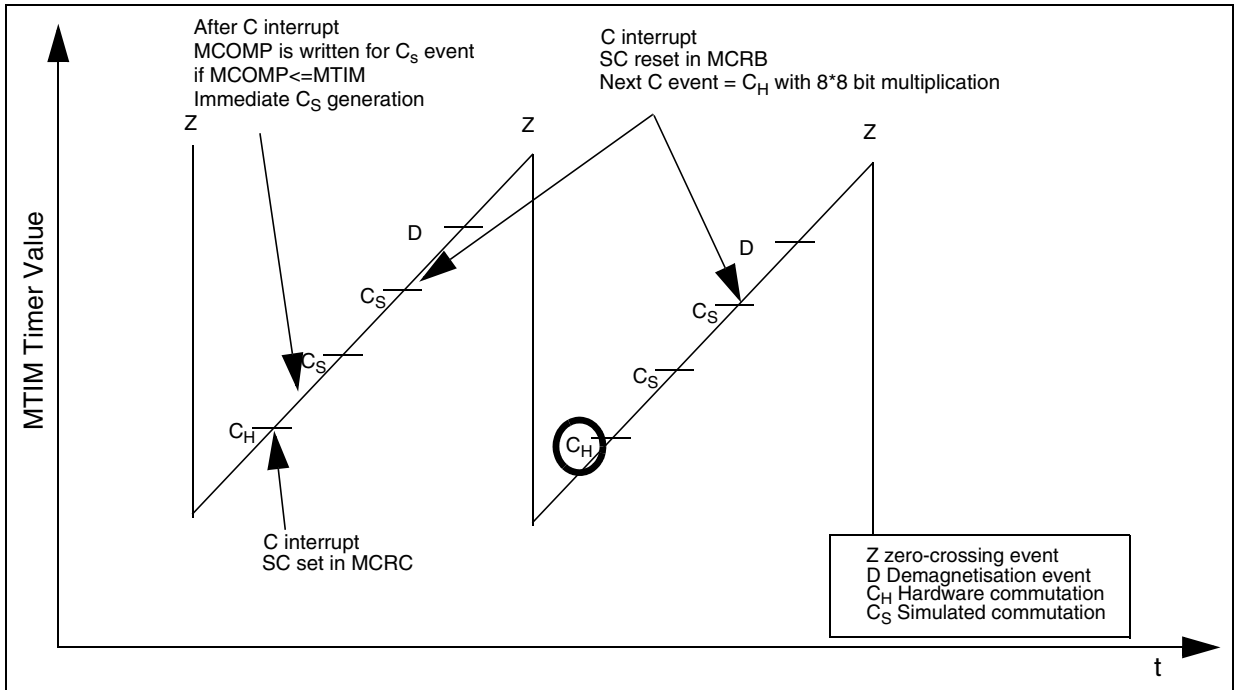 After C interrupt
MCOMP is written for Cs event
if MCOMP<=MTIM
Immediate CS generation
C interrupt
SC reset in MCRB
Next C event = CH with 8*8 bit multiplication
Z
Z
Z
D
D
CS
CS
CS
CS
CH
CH
MTIM Timer Value
C interrupt
SC set in MCRC
Z zero-crossing event
D Demagnetisation event
CH Hardware commutation
CS Simulated commutation
t